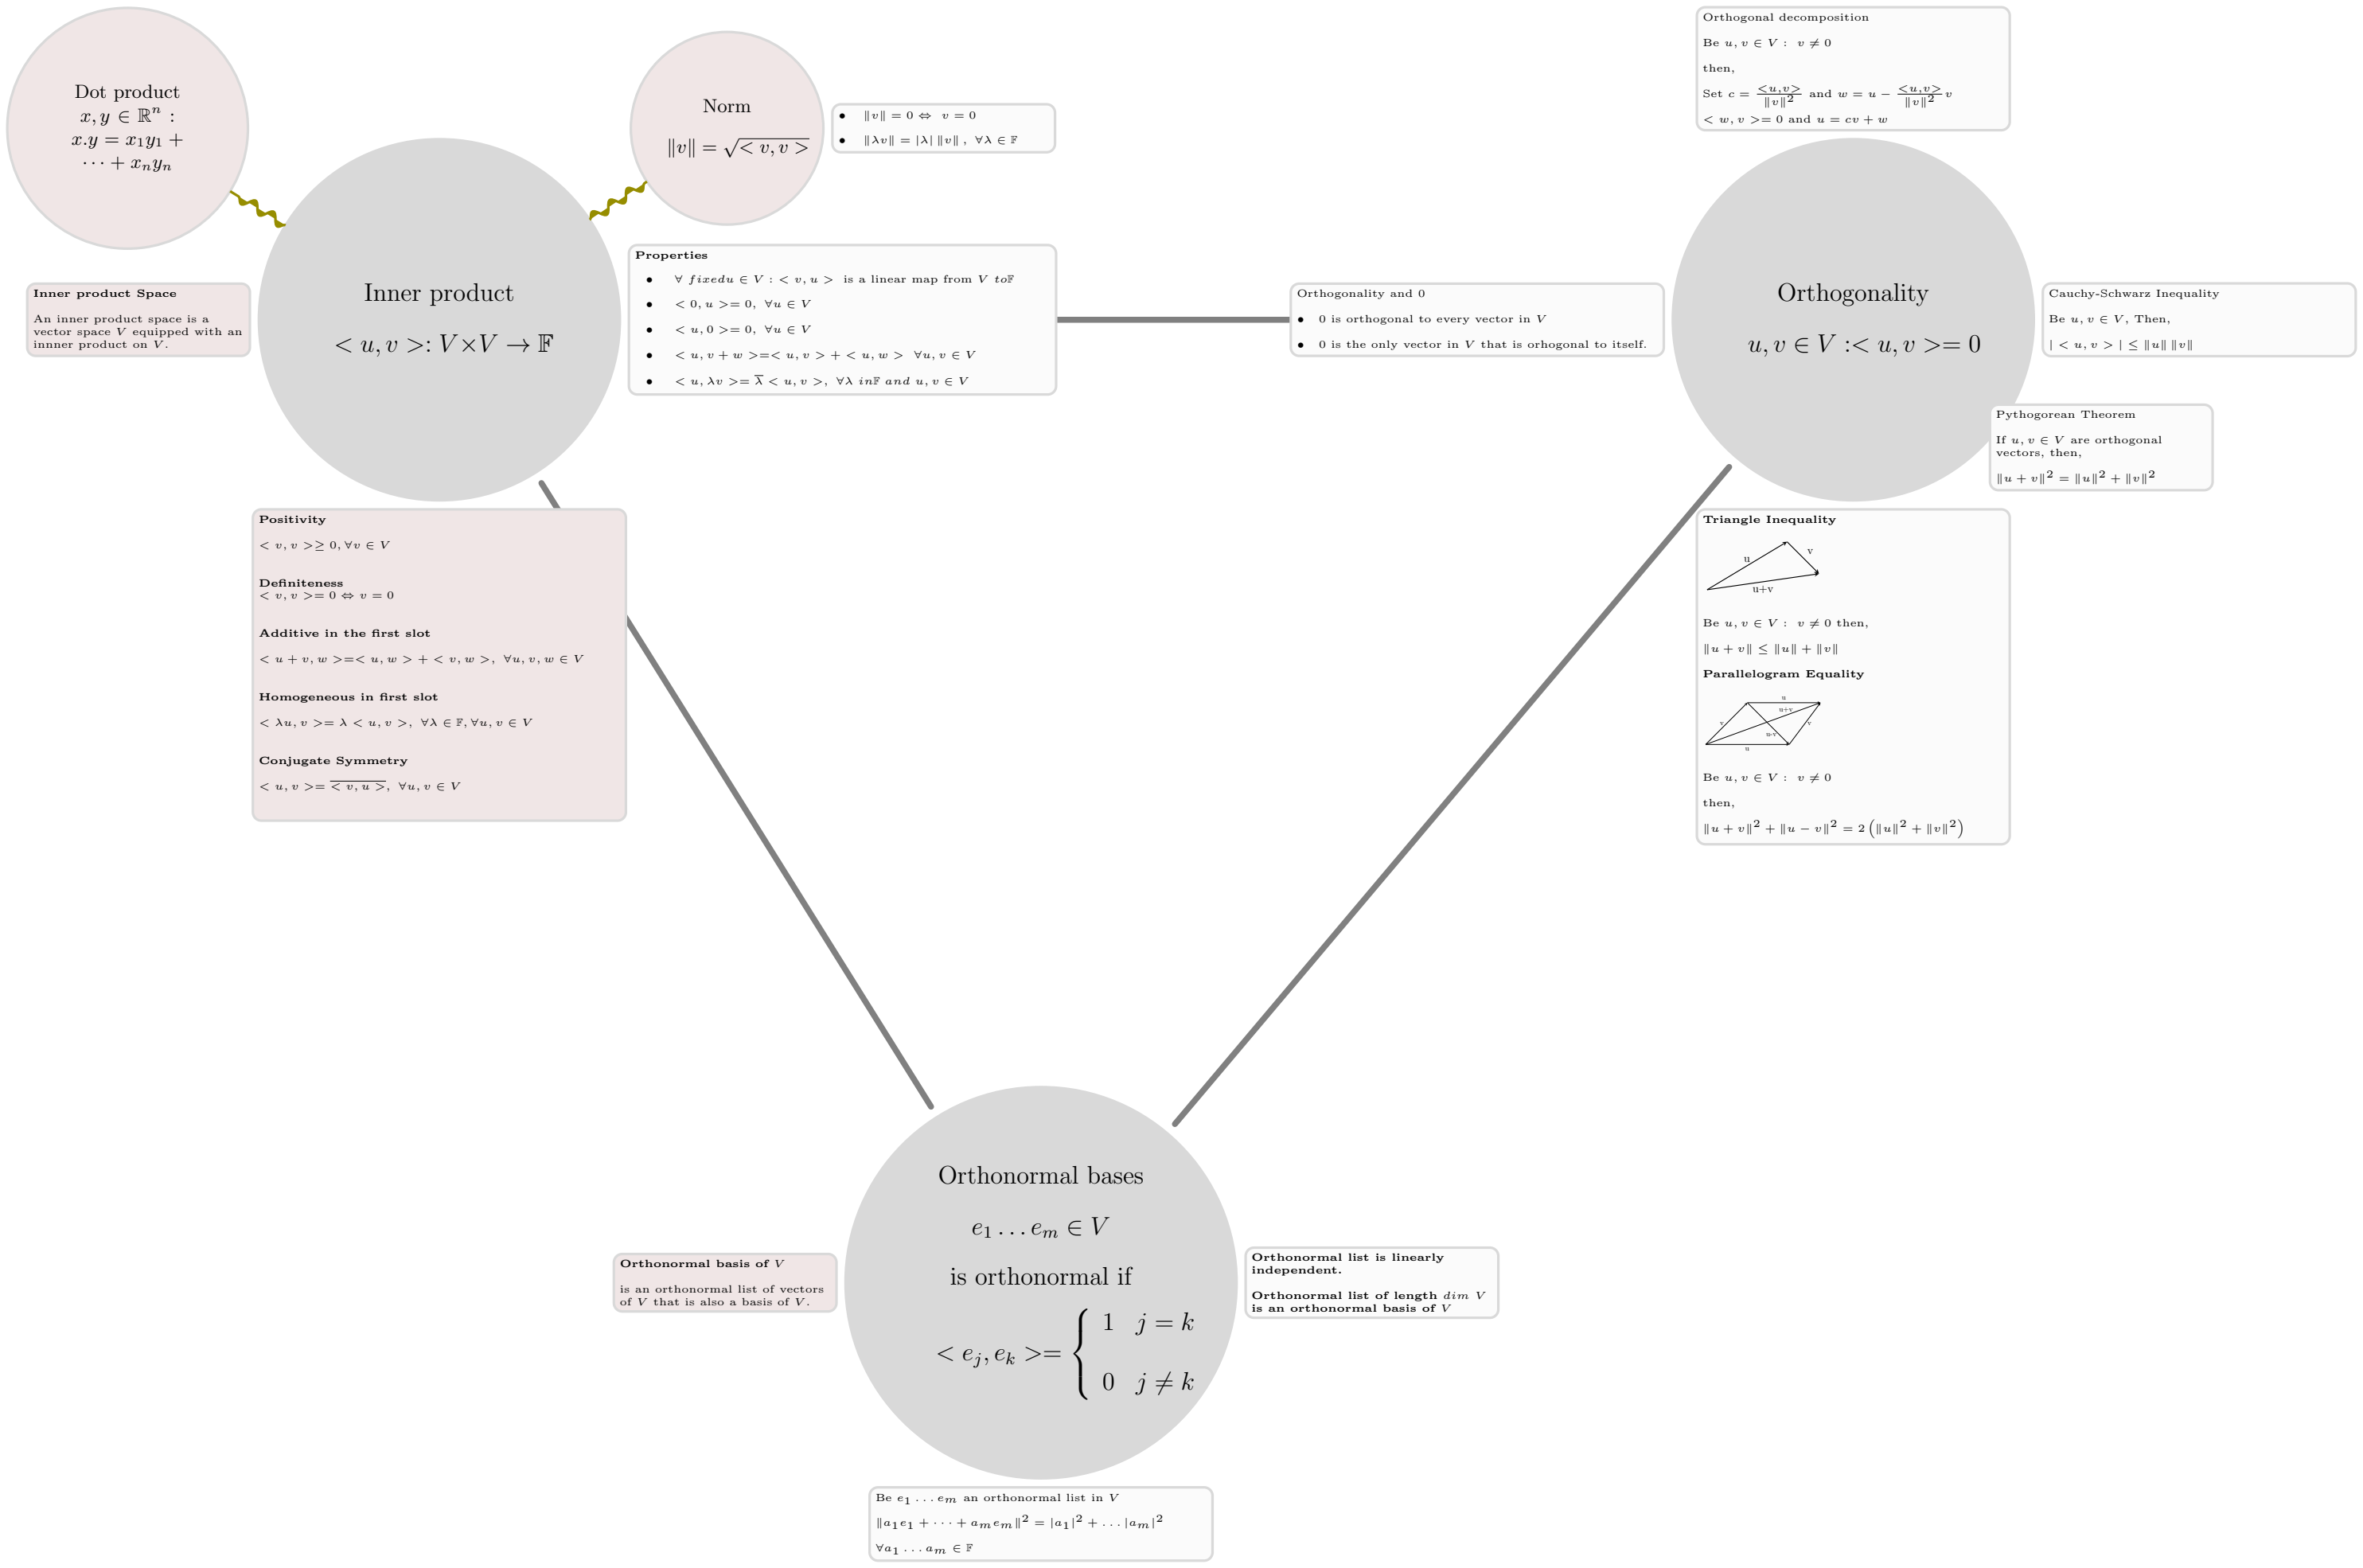 Dot product
x, y ∈ ℝⁿ :
x.y = x₁y₁ +
⋯ + xₙyₙ
Norm
‖v‖ = √< v, v >
• ‖v‖ = 0 ⇔ v = 0
• ‖λv‖ = |λ| ‖v‖ , ∀λ ∈ 𝔽
Inner product
< u, v >: V×V → 𝔽
Inner product Space
An inner product space is a
vector space V equipped with an
innner product on V.
Properties
• ∀ fixedu ∈ V : < v, u > is a linear map from V to𝔽
• < 0, u >= 0, ∀u ∈ V
• < u, 0 >= 0, ∀u ∈ V
• < u, v + w >=< u, v > + < u, w > ∀u, v ∈ V
• < u, λv >= λ̅ < u, v >, ∀λ in𝔽 and u, v ∈ V
Positivity
< v, v >≥ 0, ∀v ∈ V
Definiteness
< v, v >= 0 ⇔ v = 0
Additive in the first slot
< u + v, w >=< u, w > + < v, w >, ∀u, v, w ∈ V
Homogeneous in first slot
< λu, v >= λ < u, v >, ∀λ ∈ 𝔽, ∀u, v ∈ V
Conjugate Symmetry
< u, v >= \overline{< v, u >}, ∀u, v ∈ V
Orthogonal decomposition
Be u, v ∈ V : v ≠ 0
then,
Set c = <u,v>/‖v‖² and w = u − <u,v>/‖v‖² v
< w, v >= 0 and u = cv + w
Orthogonality
u, v ∈ V :< u, v >= 0
Orthogonality and 0
• 0 is orthogonal to every vector in V
• 0 is the only vector in V that is orhogonal to itself.
Cauchy-Schwarz Inequality
Be u, v ∈ V, Then,
| < u, v > | ≤ ‖u‖ ‖v‖
Pythogorean Theorem
If u, v ∈ V are orthogonal
vectors, then,
‖u + v‖² = ‖u‖² + ‖v‖²
Triangle Inequality
u
v
u+v
Be u, v ∈ V : v ≠ 0 then,
‖u + v‖ ≤ ‖u‖ + ‖v‖
Parallelogram Equality
u
u+v
v
v
u-v
u
Be u, v ∈ V : v ≠ 0
then,
‖u + v‖² + ‖u − v‖² = 2 (‖u‖² + ‖v‖²)
Orthonormal bases
e₁ … eₘ ∈ V
is orthonormal if
< eⱼ, eₖ >= { 1 j = k
0 j ≠ k
Orthonormal basis of V
is an orthonormal list of vectors
of V that is also a basis of V.
Orthonormal list is linearly
independent.
Orthonormal list of length dim V
is an orthonormal basis of V
Be e₁ … eₘ an orthonormal list in V
‖a₁e₁ + ⋯ + aₘeₘ‖² = |a₁|² + … |aₘ|²
∀a₁ … aₘ ∈ 𝔽